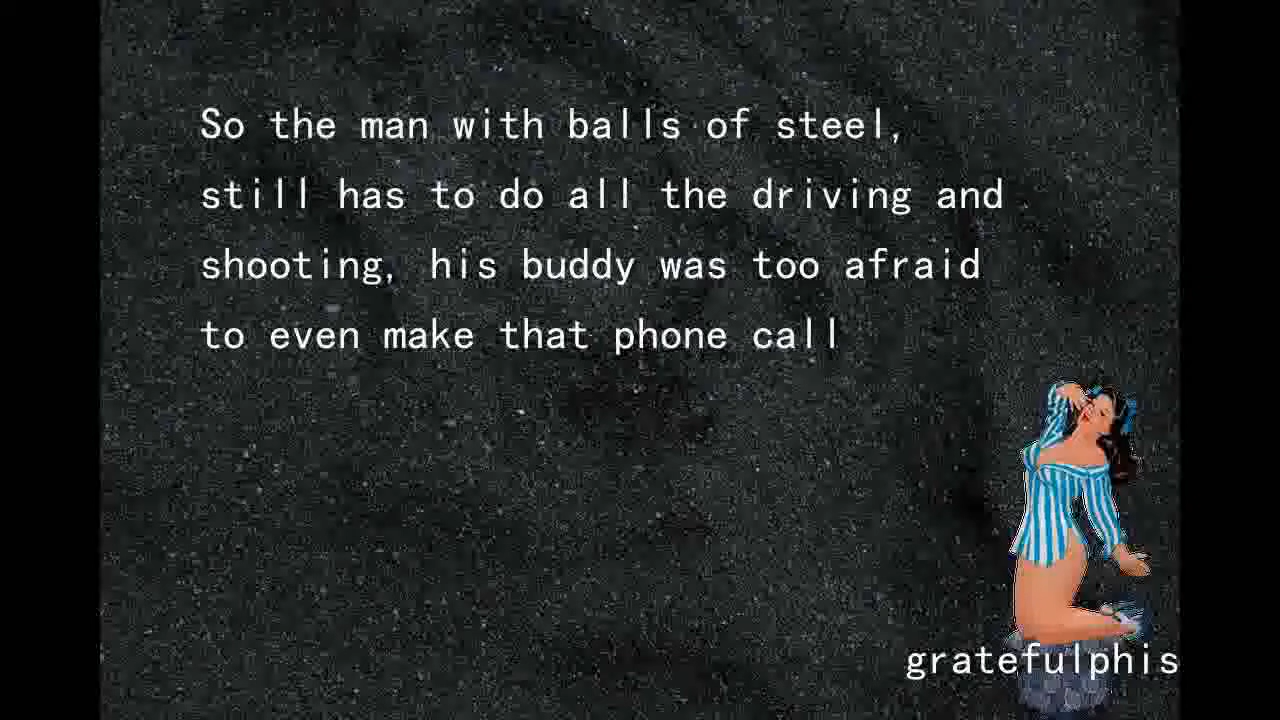 So the man with balls of steel,
still has to do all the driving and
shooting, his buddy was too afraid
to even make that phone call
gratefulphis